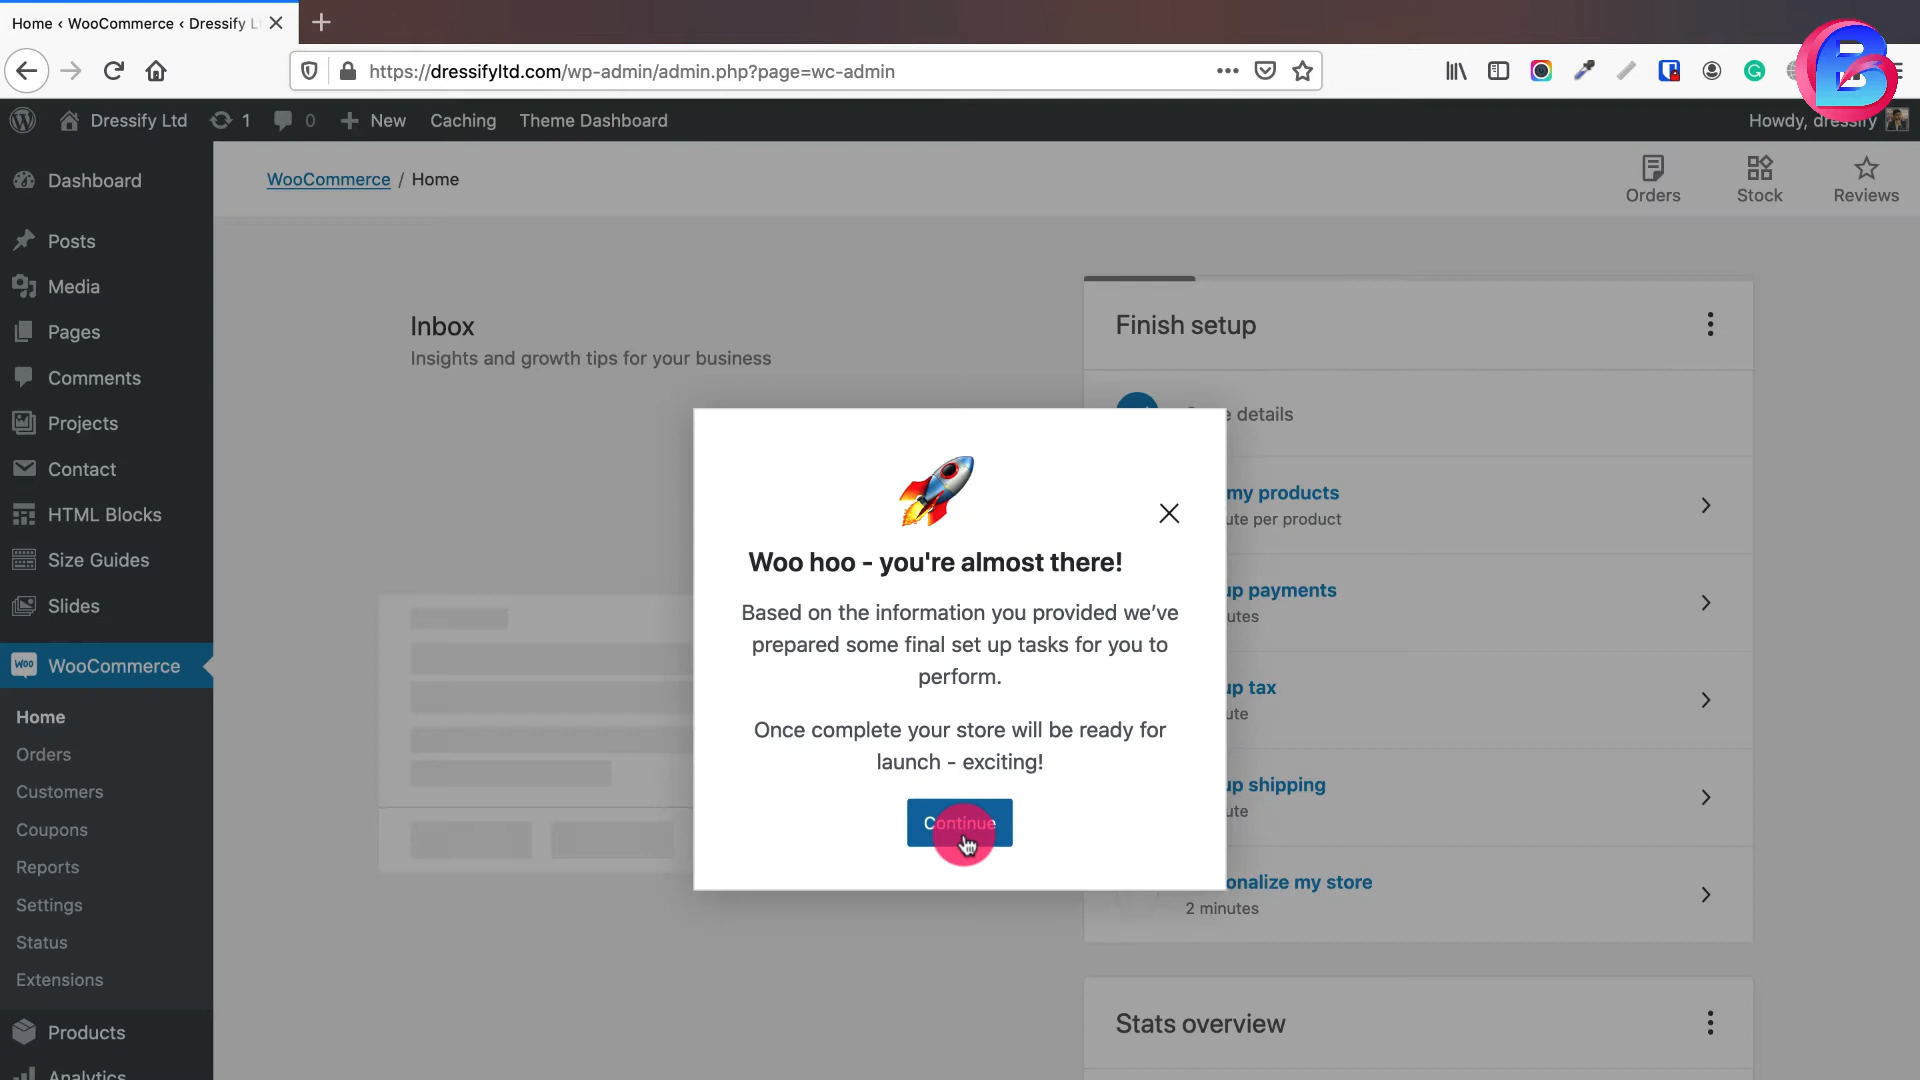 Home ‹ WooCommerce ‹ Dressify
https://dressifyltd.com/wp-admin/admin.php?page=wc-admin
Dressify Ltd 1 0 New Caching Theme Dashboard
Howdy, dressify
Dashboard
Posts
Media
Pages
Comments
Projects
Contact
HTML Blocks
Size Guides
Slides
WooCommerce
Home
Orders
Customers
Coupons
Reports
Settings
Status
Extensions
Products
Analytics
WooCommerce / Home
Orders
Stock
Reviews
Inbox
Insights and growth tips for your business
Finish setup
details
my products
per product
up payments
up tax
up shipping
my store
2 minutes
Stats overview
Woo hoo - you're almost there!
Based on the information you provided we’ve
prepared some final set up tasks for you to
perform.
Once complete your store will be ready for
launch - exciting!
Continue